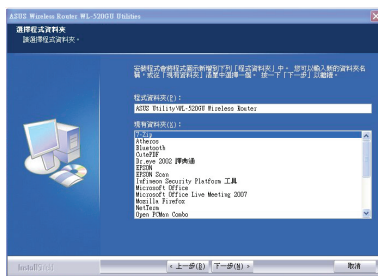 ASUS Wireless Router WL-520GU Utilities
選擇程式資料夾
請選擇程式資料夾。
安裝程式會將程式圖示新增到下列「程式資料夾」中。 您可以輸入新的資料夾名
稱,或從「現有資料夾」清單中選擇一個。 按一下「下一步」以繼續。
程式資料夾(P):
ASUS Utility\WL-520GU Wireless Router
現有資料夾(X):
7-Zip
Atheros
Bluetooth
CutePDF
Dr.eye 2002 譯典通
EPSON
EPSON Scan
Infineon Security Platform 工具
Microsoft Office
Microsoft Office Live Meeting 2007
Mozilla Firefox
NetTerm
Open PCMan Combo
InstallShield
< 上一步(B)
下一步(N) >
取消